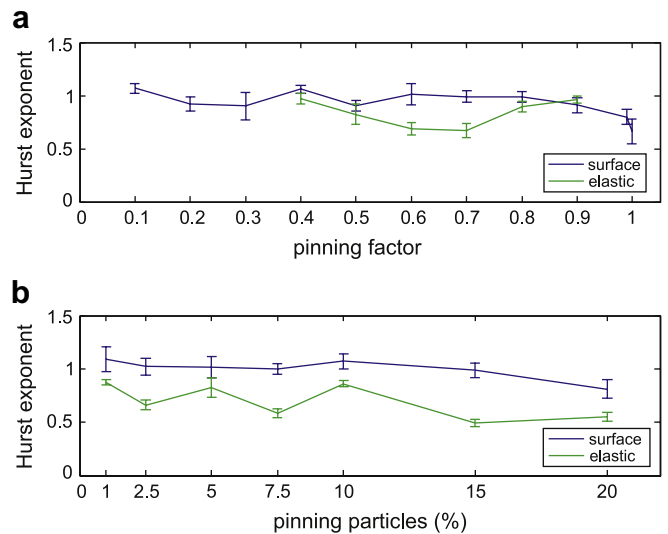 a
1.5
1
0.5
0
Hurst exponent
0 0.1 0.2 0.3 0.4 0.5 0.6 0.7 0.8 0.9 1
pinning factor
surface
elastic
b
1.5
1
0.5
0
Hurst exponent
0 1 2.5 5 7.5 10 15 20
pinning particles (%)
surface
elastic